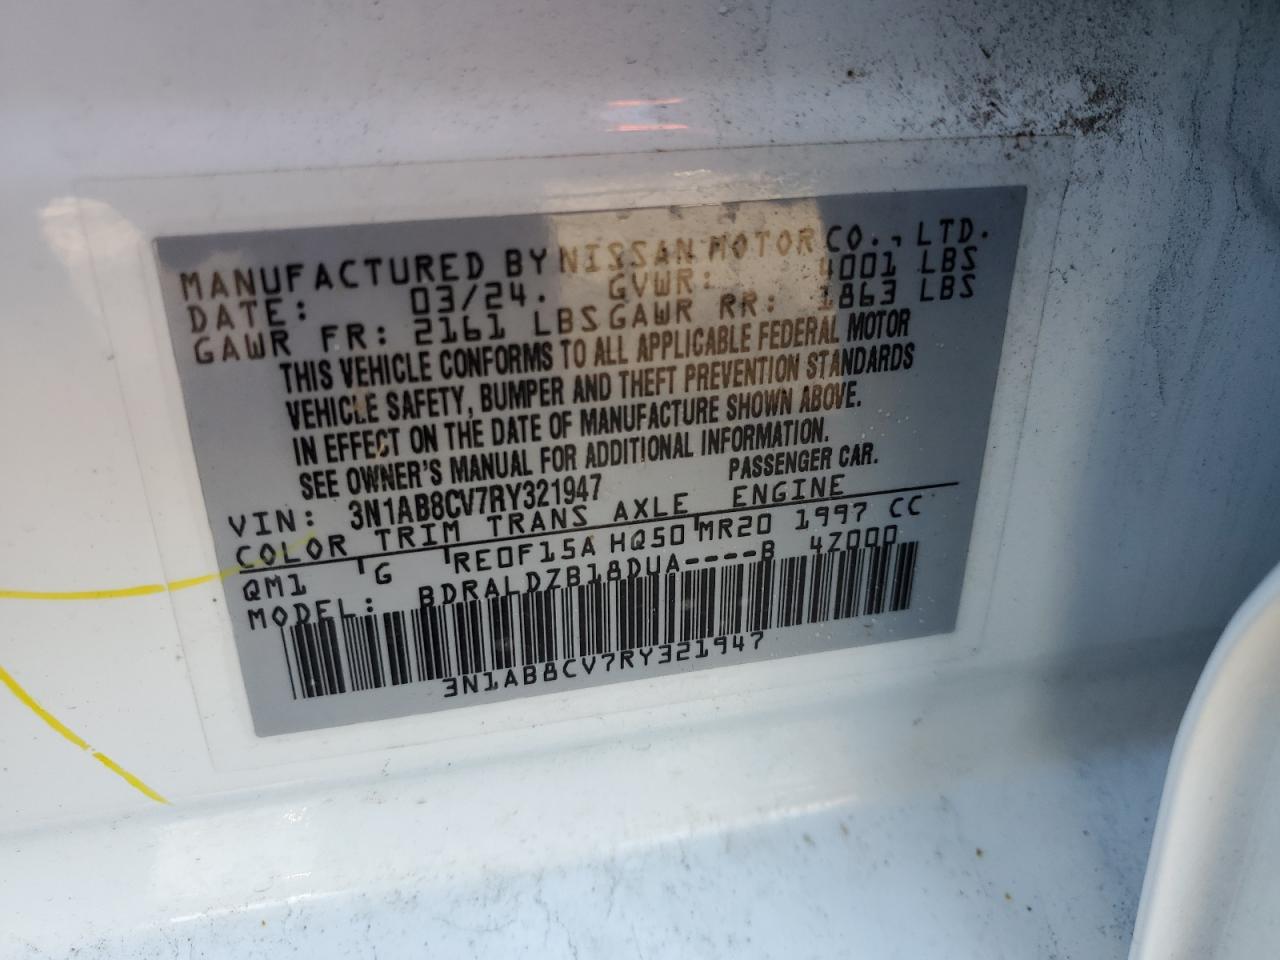 MANUFACTURED BY NISSAN MOTOR CO., LTD.
DATE: 03/24. GVWR: 4001 LBS
GAWR FR: 2161 LBS GAWR RR: 1863 LBS
THIS VEHICLE CONFORMS TO ALL APPLICABLE FEDERAL MOTOR
VEHICLE SAFETY, BUMPER AND THEFT PREVENTION STANDARDS
IN EFFECT ON THE DATE OF MANUFACTURE SHOWN ABOVE.
SEE OWNER'S MANUAL FOR ADDITIONAL INFORMATION.
VIN: 3N1AB8CV7RY321947 PASSENGER CAR.
COLOR TRIM TRANS AXLE ENGINE
QM1 G RE0F15A HQ50 MR20 1997 CC
MODEL: BDRALDZB18DUA----B 4Z000
3N1AB8CV7RY321947